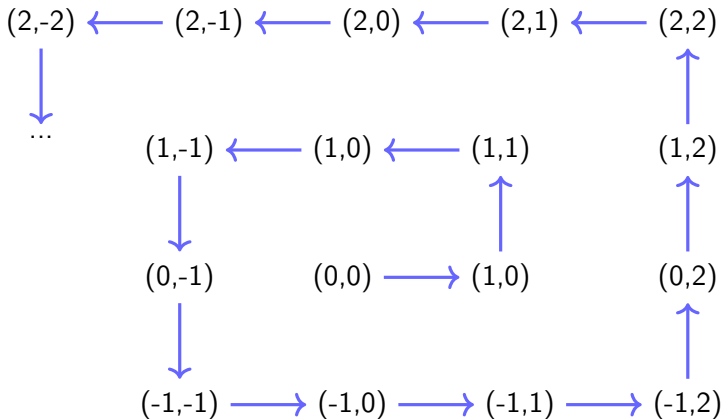 (2,-2) (2,-1) (2,0) (2,1) (2,2)
...
(1,-1) (1,0) (1,1) (1,2)
(0,-1) (0,0) (1,0) (0,2)
(-1,-1) (-1,0) (-1,1) (-1,2)